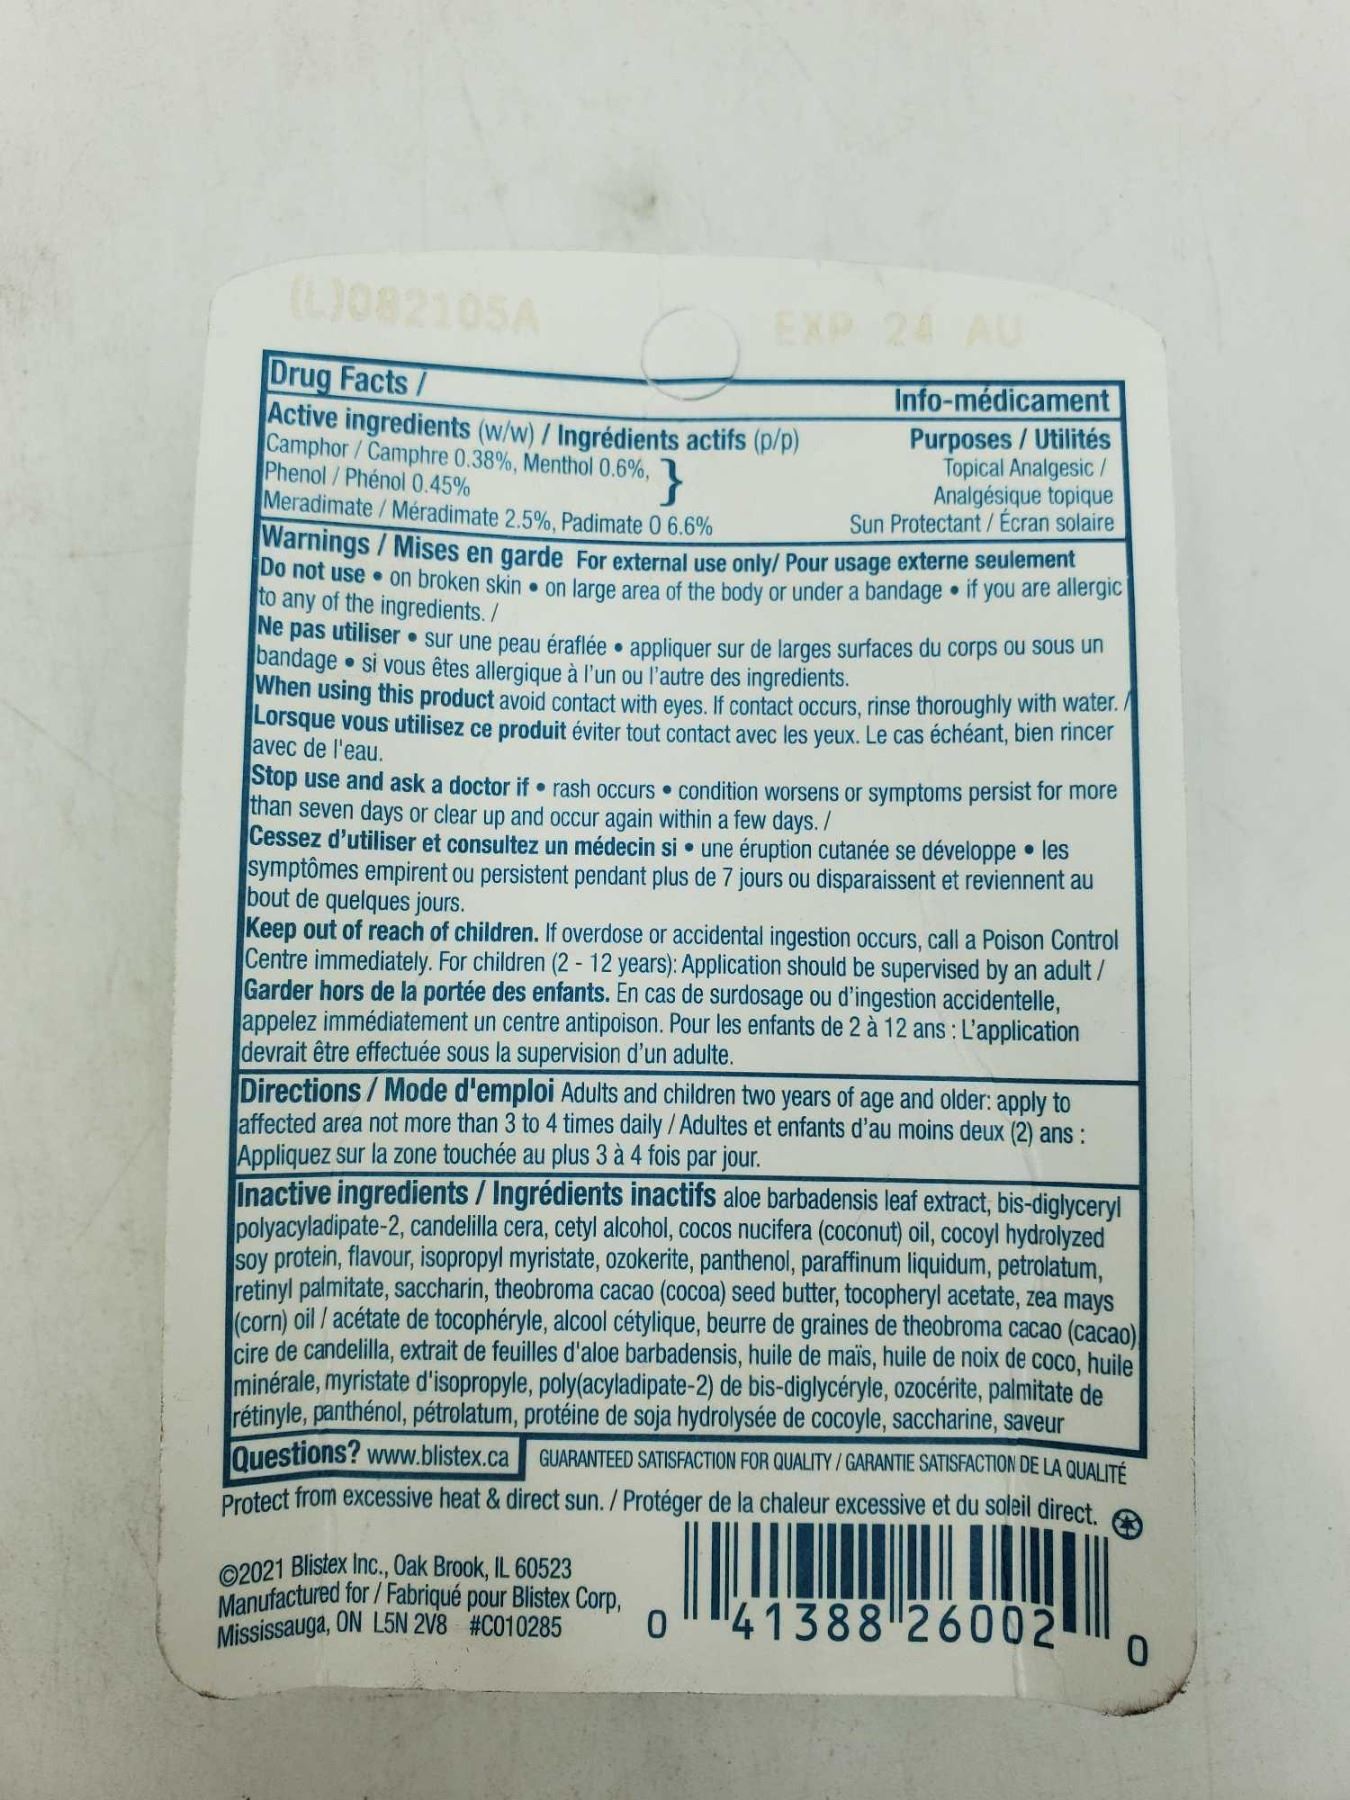 (L)082105A EXP 24 AU
Drug Facts / Info-médicament
Active ingredients (w/w) / Ingrédients actifs (p/p) Purposes / Utilités
Camphor / Camphre 0.38%, Menthol 0.6%, } Topical Analgesic /
Phenol / Phénol 0.45% Analgésique topique
Meradimate / Méradimate 2.5%, Padimate O 6.6% Sun Protectant / Écran solaire
Warnings / Mises en garde For external use only/ Pour usage externe seulement
Do not use • on broken skin • on large area of the body or under a bandage • if you are allergic
to any of the ingredients. /
Ne pas utiliser • sur une peau éraflée • appliquer sur de larges surfaces du corps ou sous un
bandage • si vous êtes allergique à l'un ou l'autre des ingredients.
When using this product avoid contact with eyes. If contact occurs, rinse thoroughly with water. /
Lorsque vous utilisez ce produit éviter tout contact avec les yeux. Le cas échéant, bien rincer
avec de l'eau.
Stop use and ask a doctor if • rash occurs • condition worsens or symptoms persist for more
than seven days or clear up and occur again within a few days. /
Cessez d'utiliser et consultez un médecin si • une éruption cutanée se développe • les
symptômes empirent ou persistent pendant plus de 7 jours ou disparaissent et reviennent au
bout de quelques jours.
Keep out of reach of children. If overdose or accidental ingestion occurs, call a Poison Control
Centre immediately. For children (2 - 12 years): Application should be supervised by an adult /
Garder hors de la portée des enfants. En cas de surdosage ou d'ingestion accidentelle,
appelez immédiatement un centre antipoison. Pour les enfants de 2 à 12 ans : L'application
devrait être effectuée sous la supervision d'un adulte.
Directions / Mode d'emploi Adults and children two years of age and older: apply to
affected area not more than 3 to 4 times daily / Adultes et enfants d'au moins deux (2) ans :
Appliquez sur la zone touchée au plus 3 à 4 fois par jour.
Inactive ingredients / Ingrédients inactifs aloe barbadensis leaf extract, bis-diglyceryl
polyacyladipate-2, candelilla cera, cetyl alcohol, cocos nucifera (coconut) oil, cocoyl hydrolyzed
soy protein, flavour, isopropyl myristate, ozokerite, panthenol, paraffinum liquidum, petrolatum,
retinyl palmitate, saccharin, theobroma cacao (cocoa) seed butter, tocopheryl acetate, zea mays
(corn) oil / acétate de tocophéryle, alcool cétylique, beurre de graines de theobroma cacao (cacao)
cire de candelilla, extrait de feuilles d'aloe barbadensis, huile de maïs, huile de noix de coco, huile
minérale, myristate d'isopropyle, poly(acyladipate-2) de bis-diglycéryle, ozocérite, palmitate de
rétinyle, panthénol, pétrolatum, protéine de soja hydrolysée de cocoyle, saccharine, saveur
Questions? www.blistex.ca GUARANTEED SATISFACTION FOR QUALITY / GARANTIE SATISFACTION DE LA QUALITÉ
Protect from excessive heat & direct sun. / Protéger de la chaleur excessive et du soleil direct.
©2021 Blistex Inc., Oak Brook, IL 60523
Manufactured for / Fabriqué pour Blistex Corp,
Mississauga, ON L5N 2V8 #C010285
0 41388 26002 0